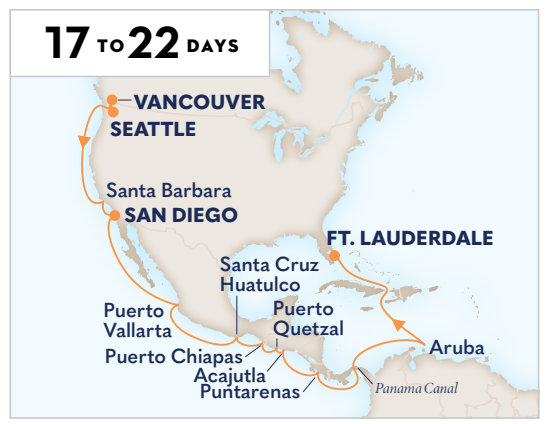 17 TO 22 DAYS
VANCOUVER
SEATTLE
Santa Barbara
SAN DIEGO
FT. LAUDERDALE
Santa Cruz
Huatulco
Puerto
Vallarta
Puerto
Quetzal
Puerto Chiapas
Acajutla
Puntarenas
Aruba
Panama Canal